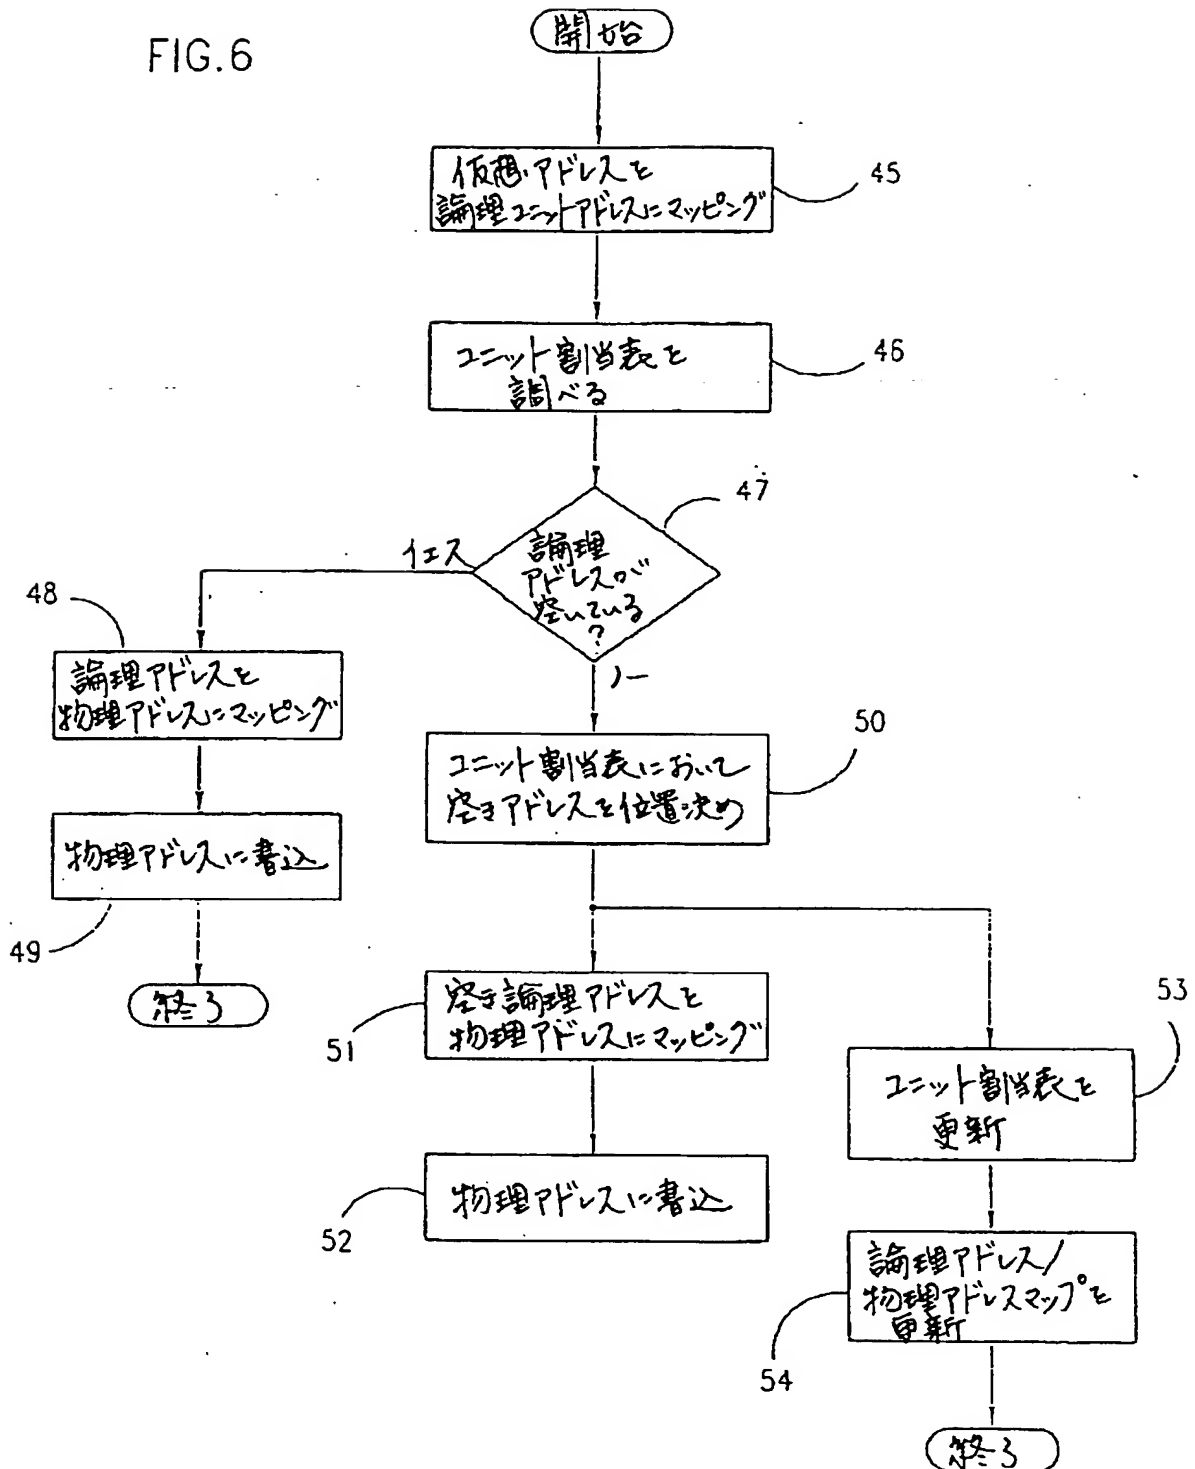 FIG.6
開始
仮想アドレスを
論理ユニットアドレスにマッピング
45
ユニット割当表を
調べる
46
47
論理
アドレスが
空いている
?
イエス
ノー
48
論理アドレスを
物理アドレスにマッピング
物理アドレスに書込
49
終了
50
ユニット割当表において
空きアドレスを位置決め
空き論理アドレスを
物理アドレスにマッピング
51
物理アドレスに書込
52
53
ユニット割当表を
更新
論理アドレス/
物理アドレスマップを
更新
54
終了